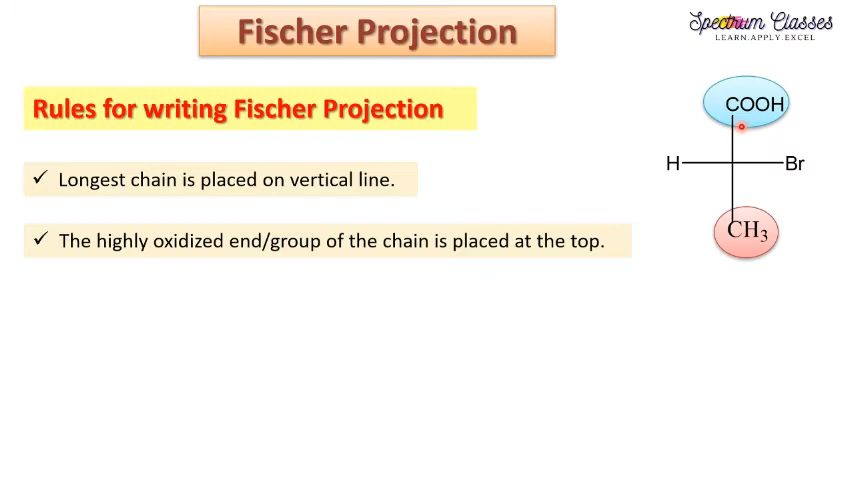 Fischer Projection
Spectrum Classes
LEARN.APPLY.EXCEL
Rules for writing Fischer Projection
COOH
H Br
✓ Longest chain is placed on vertical line.
CH3
✓ The highly oxidized end/group of the chain is placed at the top.